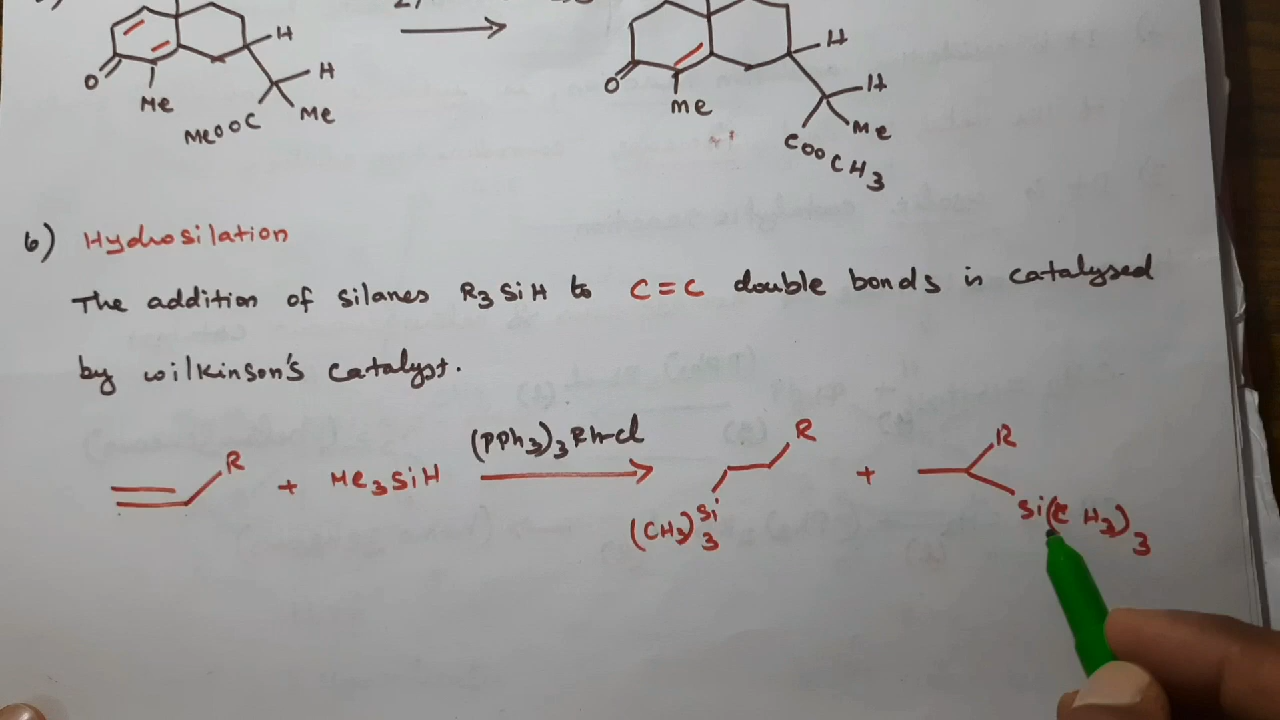 H
H
H
H
O
Me
MeOOC
Me
O
me
Me
COOCH3
6) Hydrosilation
The addition of silanes R3SiH to C=C double bonds is catalysed
by wilkinson's catalyst.
R + Me3SiH (PPh3)3RhCl R + R
(CH3)3Si
Si(CH3)3